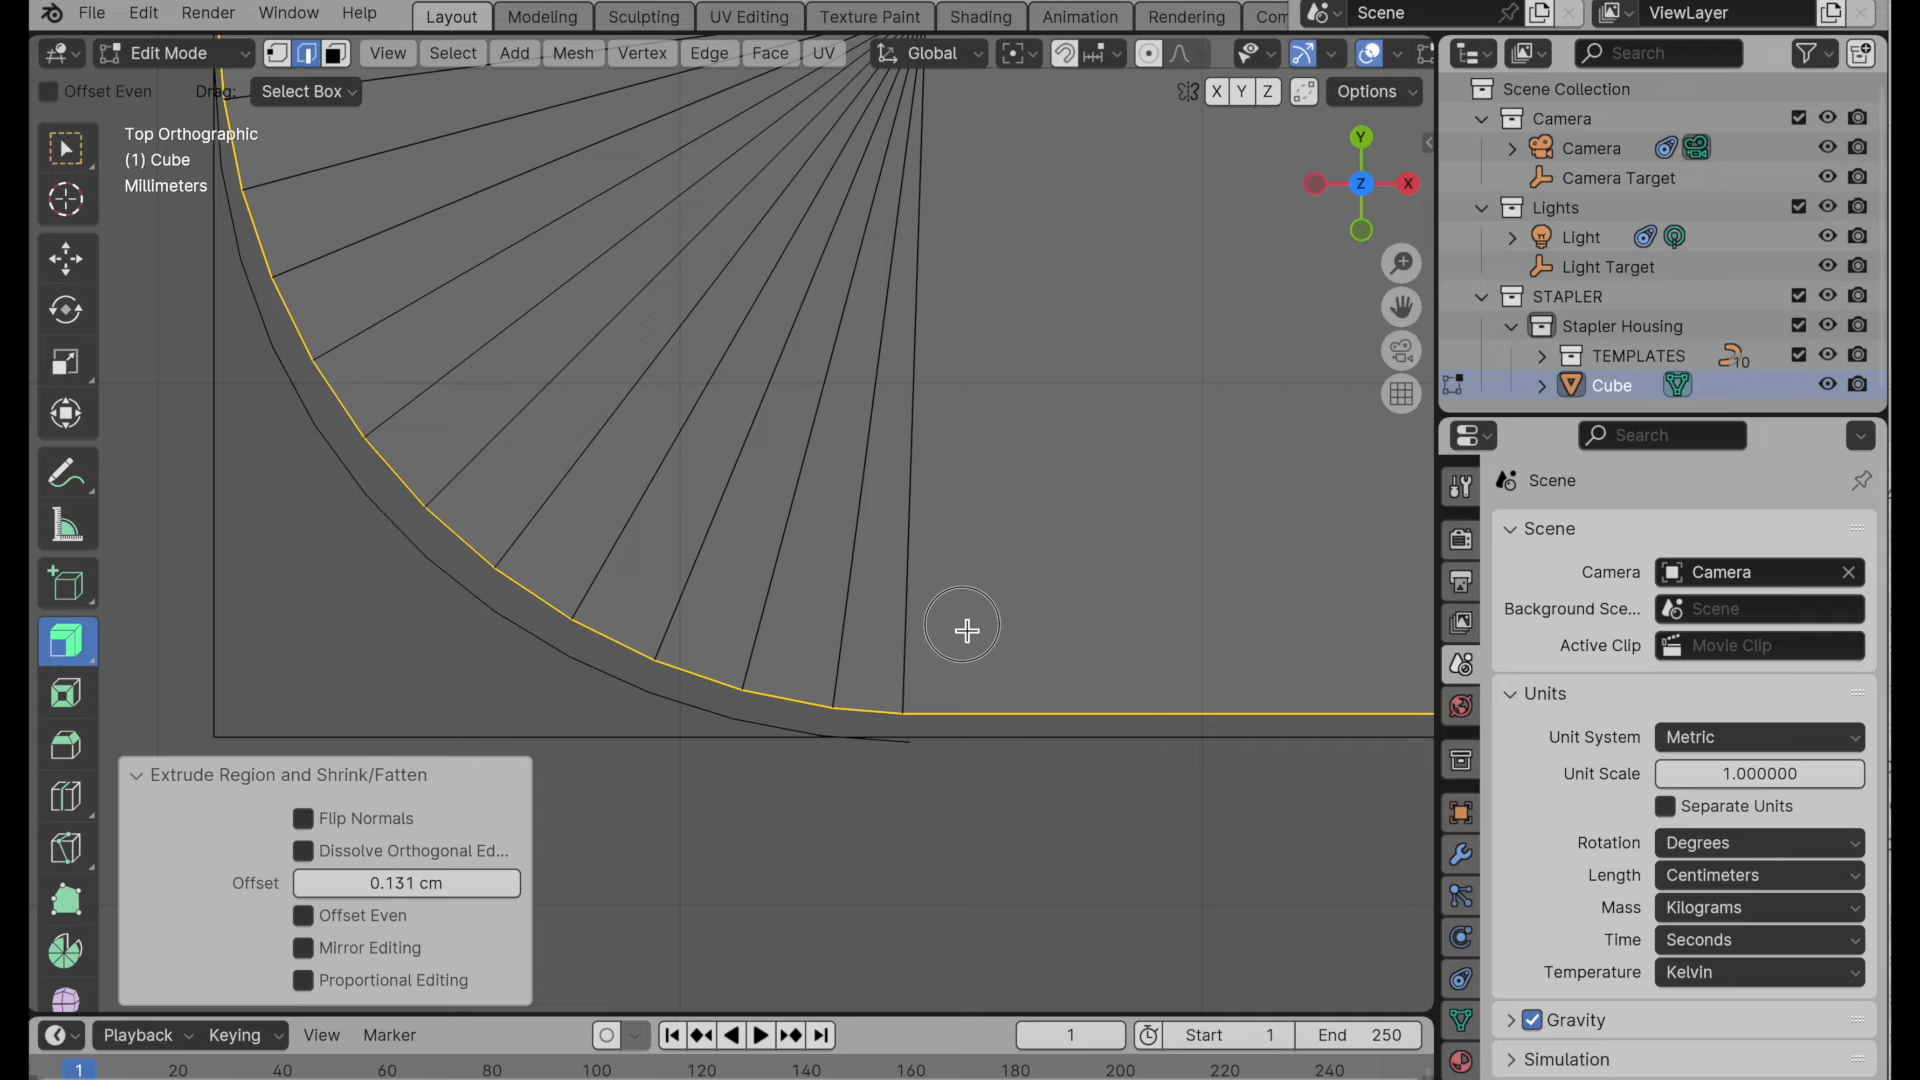 File Edit Render Window Help Layout Modeling Sculpting UV Editing Texture Paint Shading Animation Rendering Com Scene ViewLayer
Edit Mode View Select Add Mesh Vertex Edge Face UV Global Search
Offset Even Drag: Select Box X Y Z Options
Scene Collection
Camera
Camera
Camera Target
Lights
Light
Light Target
STAPLER
Stapler Housing
TEMPLATES 10
Cube
Top Orthographic
(1) Cube
Millimeters
Y
Z X
Search
Scene
Scene
Camera Camera
Background Sce... Scene
Active Clip Movie Clip
Units
Unit System Metric
Unit Scale 1.000000
Separate Units
Rotation Degrees
Length Centimeters
Mass Kilograms
Time Seconds
Temperature Kelvin
Gravity
Simulation
Extrude Region and Shrink/Fatten
Flip Normals
Dissolve Orthogonal Ed...
Offset 0.131 cm
Offset Even
Mirror Editing
Proportional Editing
Playback Keying View Marker 1 Start 1 End 250
1 20 40 60 80 100 120 140 160 180 200 220 240